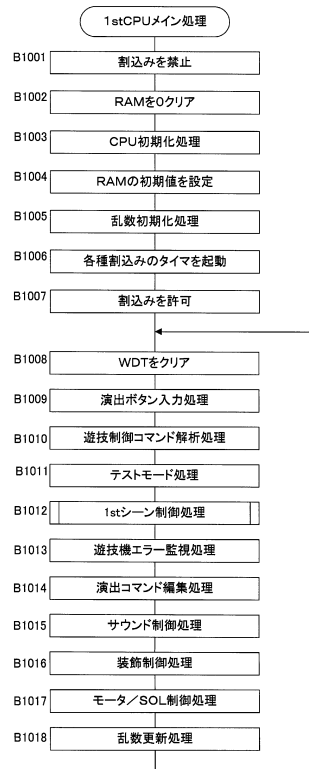 1stCPUメイン処理
B1001 割込みを禁止
B1002 RAMを0クリア
B1003 CPU初期化処理
B1004 RAMの初期値を設定
B1005 乱数初期化処理
B1006 各種割込みのタイマを起動
B1007 割込みを許可
B1008 WDTをクリア
B1009 演出ボタン入力処理
B1010 遊技制御コマンド解析処理
B1011 テストモード処理
B1012 1stシーン制御処理
B1013 遊技機エラー監視処理
B1014 演出コマンド編集処理
B1015 サウンド制御処理
B1016 装飾制御処理
B1017 モータ／SOL制御処理
B1018 乱数更新処理